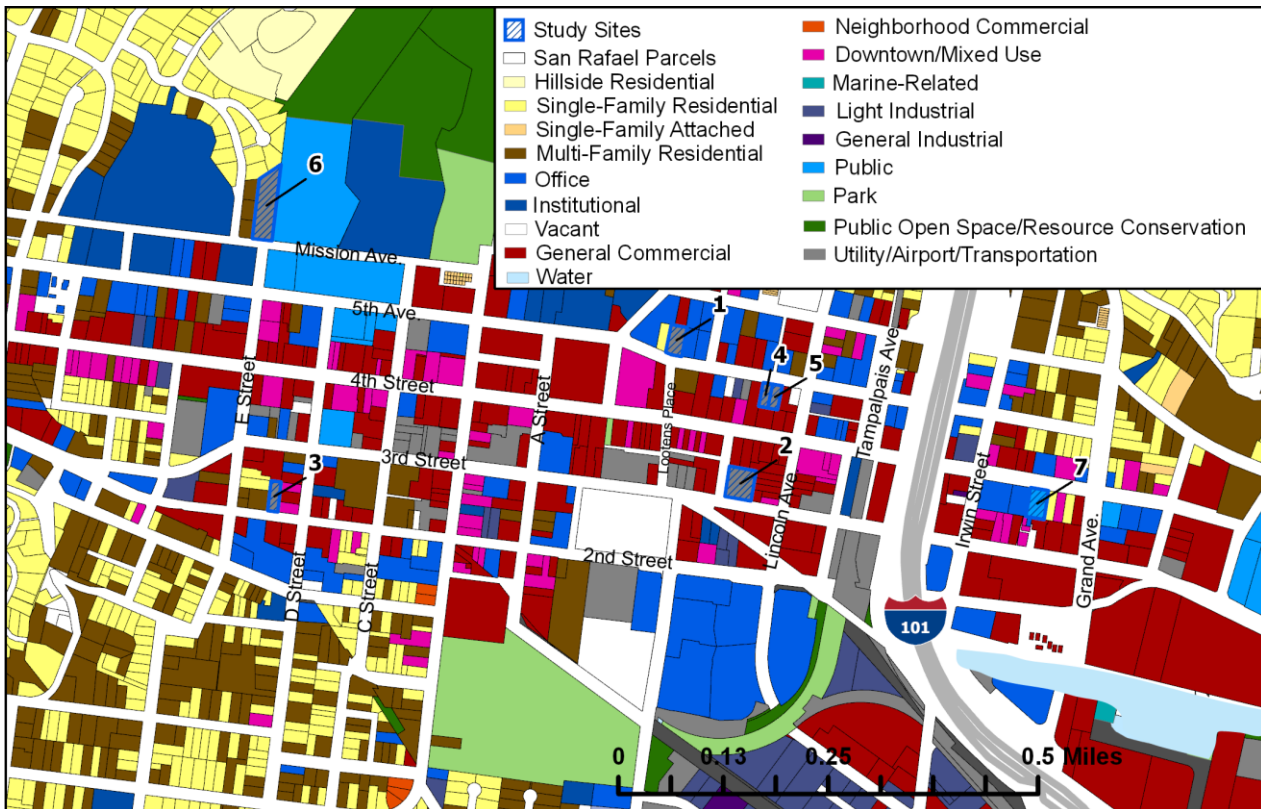 Study Sites
San Rafael Parcels
Hillside Residential
Single-Family Residential
Single-Family Attached
Multi-Family Residential
Office
Institutional
Vacant
General Commercial
Water
Neighborhood Commercial
Downtown/Mixed Use
Marine-Related
Light Industrial
General Industrial
Public
Park
Public Open Space/Resource Conservation
Utility/Airport/Transportation
6
Mission Ave.
5th Ave.
1
4
5
4th Street
E Street
A Street
Lootens Place
Tampalpais Ave.
3rd Street
3
2
7
Lincoln Ave.
Irwin Street
Grand Ave.
2nd Street
D Street
C Street
101
0
0.13
0.25
0.5 Miles